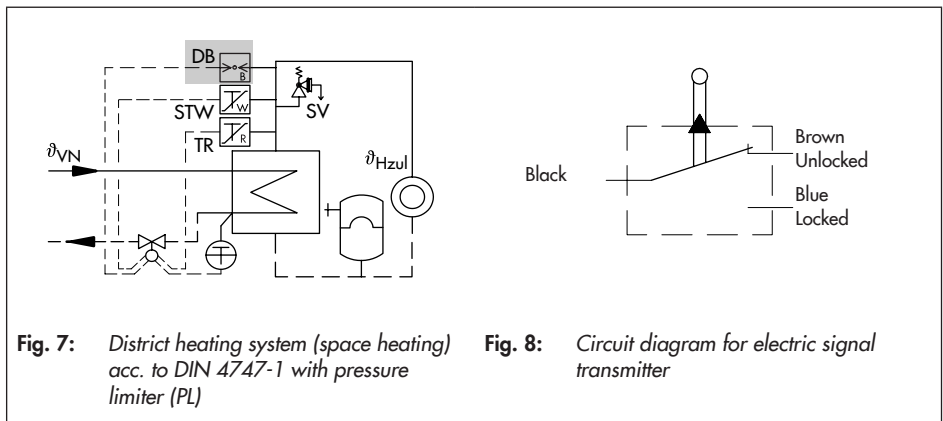 DB
B
STW
W
SV
TR
R
ϑVN
ϑHzul
T
Black
Brown
Unlocked
Blue
Locked
Fig. 7: District heating system (space heating)
acc. to DIN 4747-1 with pressure
limiter (PL)
Fig. 8: Circuit diagram for electric signal
transmitter